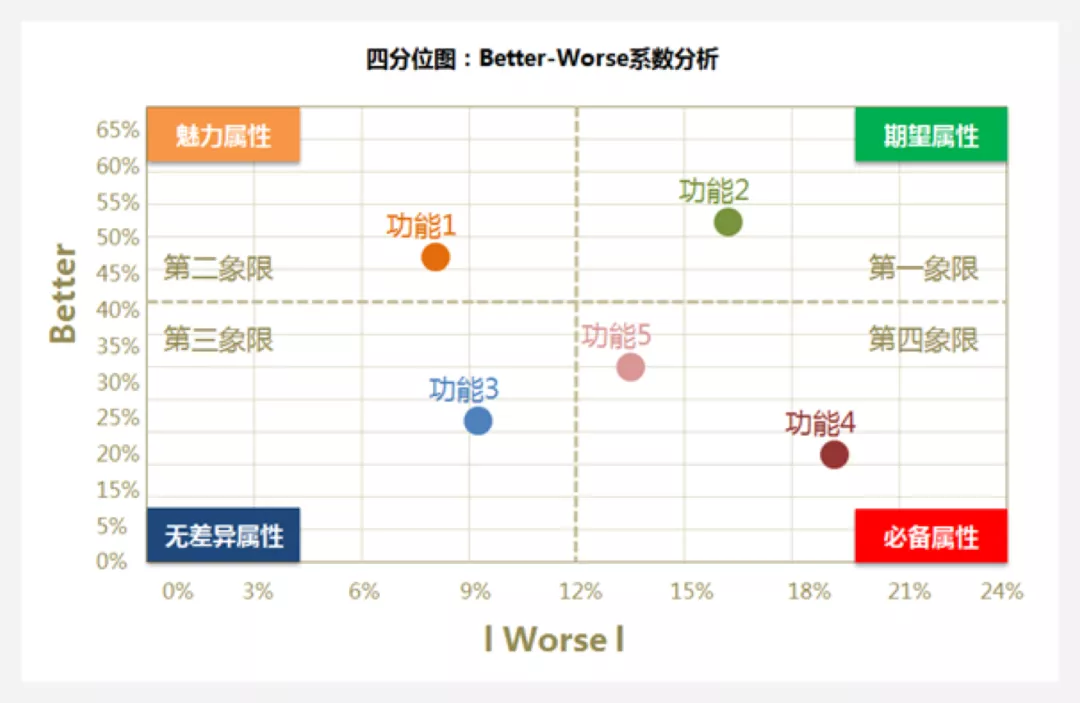 四分位图：Better-Worse系数分析
魅力属性
期望属性
65%
60%
55%
50%
45%
40%
35%
30%
25%
20%
15%
5%
0%
Better
功能2
功能1
第二象限
第一象限
第三象限
功能5
第四象限
功能3
功能4
无差异属性
必备属性
0%
3%
6%
9%
12%
15%
18%
21%
24%
| Worse |